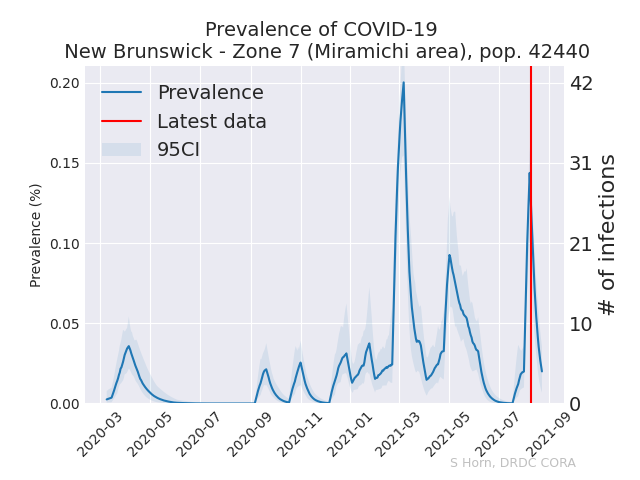 Prevalence of COVID-19
New Brunswick - Zone 7 (Miramichi area), pop. 42440
Prevalence
Latest data
95CI
Prevalence (%)
0.20
0.15
0.10
0.05
0.00
42
31
21
10
0
# of infections
2020-03
2020-05
2020-07
2020-09
2020-11
2021-01
2021-03
2021-05
2021-07
2021-09
S Horn, DRDC CORA